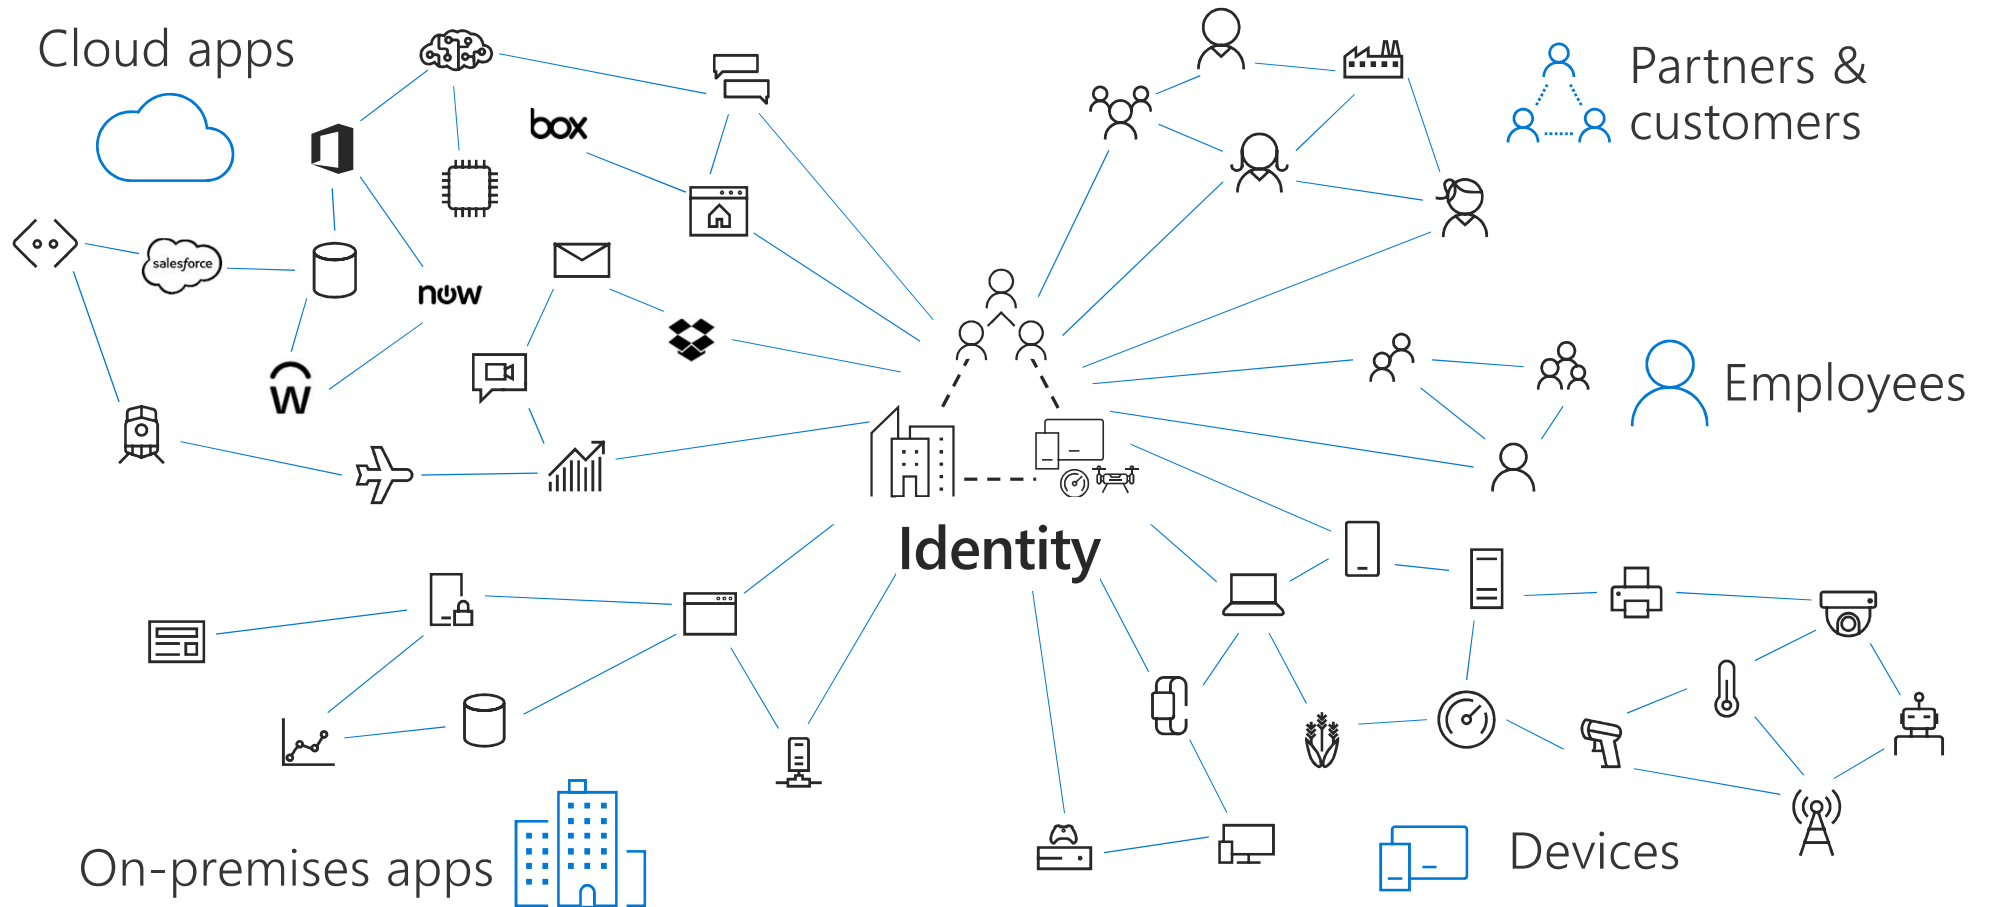 Cloud apps
box
salesforce
now
W
Partners &
customers
Employees
Identity
On-premises apps
Devices